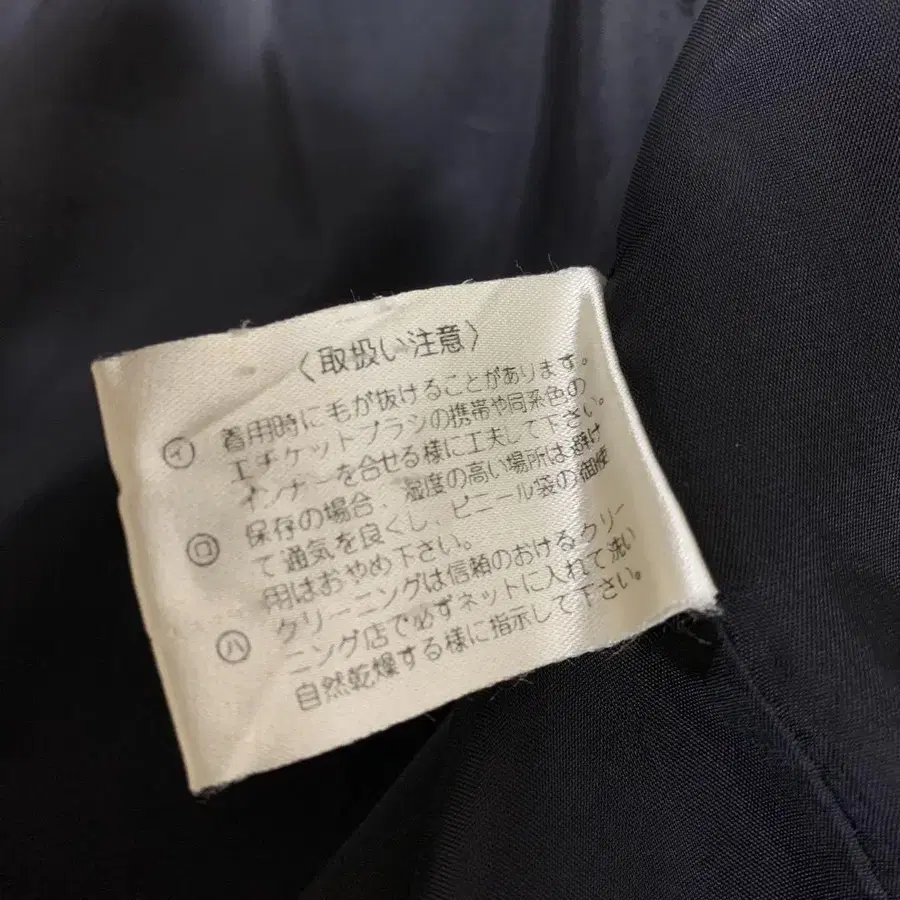 〈取扱い注意〉
㋑ 着用時に毛が抜けることがあります。
エチケットブラシの携帯や同系色の
インナーを合せる様に工夫して下さい。
㋺ 保存の場合、湿度の高い場所は避け
て通気を良くし、ビニール袋の御使
用はおやめ下さい。
㋩ クリーニングは信頼のおけるクリー
ニング店で必ずネットに入れて洗い
自然乾燥する様に指示して下さい。